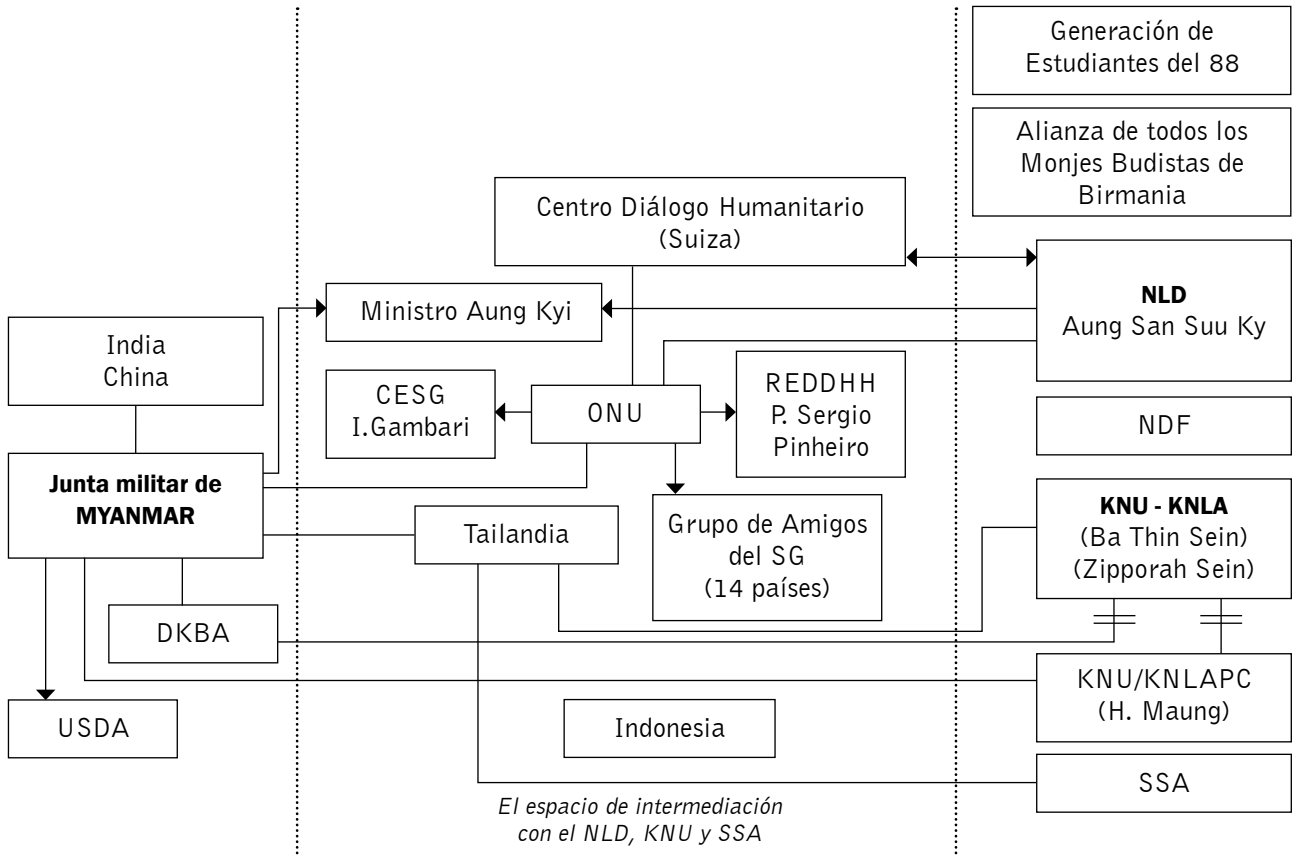 Generación de
Estudiantes del 88
Alianza de todos los
Monjes Budistas de
Birmania
Centro Diálogo Humanitario
(Suiza)
NLD
Aung San Suu Ky
Ministro Aung Kyi
India
China
CESG
I.Gambari
ONU
REDDHH
P. Sergio
Pinheiro
NDF
Junta militar de
MYANMAR
Tailandia
Grupo de Amigos
del SG
(14 países)
KNU - KNLA
(Ba Thin Sein)
(Zipporah Sein)
DKBA
KNU/KNLAPC
(H. Maung)
USDA
Indonesia
SSA
El espacio de intermediación
con el NLD, KNU y SSA